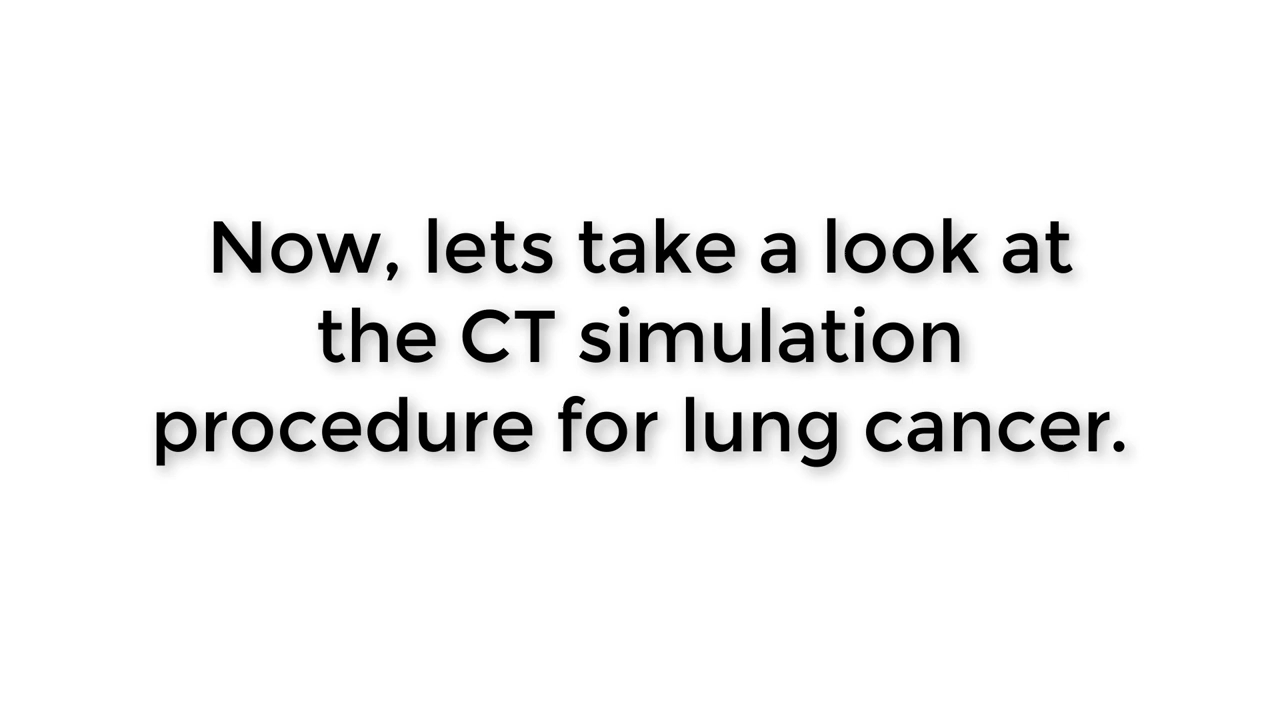 Now, lets take a look at
the CT simulation
procedure for lung cancer.